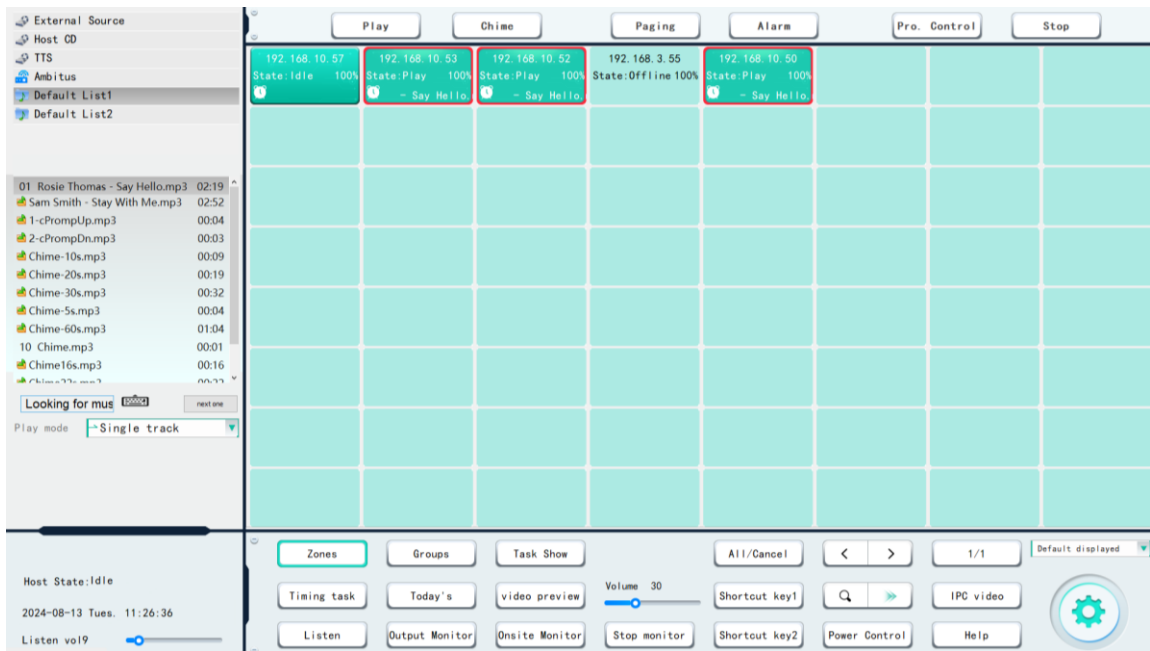 External Source
Host CD
TTS
Ambitus
Default List1
Default List2
01 Rosie Thomas - Say Hello.mp3 02:19
Sam Smith - Stay With Me.mp3 02:52
1-cPrompUp.mp3 00:04
2-cPrompDn.mp3 00:03
Chime-10s.mp3 00:09
Chime-20s.mp3 00:19
Chime-30s.mp3 00:32
Chime-5s.mp3 00:04
Chime-60s.mp3 01:04
10 Chime.mp3 00:01
Chime16s.mp3 00:16
Looking for mus next one
Play mode Single track
Host State:Idle
2024-08-13 Tues. 11:26:36
Listen vol9
Play Chime Paging Alarm Pro. Control Stop
192.168.10.57 192.168.10.53 192.168.10.52 192.168.3.55 192.168.10.50
State:Idle 100% State:Play 100% State:Play 100% State:Offline 100% State:Play 100%
- Say Hello. - Say Hello. - Say Hello.
Zones Groups Task Show All/Cancel < > 1/1 Default displayed
Timing task Today's video preview Volume 30 Shortcut key1 IPC video
Listen Output Monitor Onsite Monitor Stop monitor Shortcut key2 Power Control Help